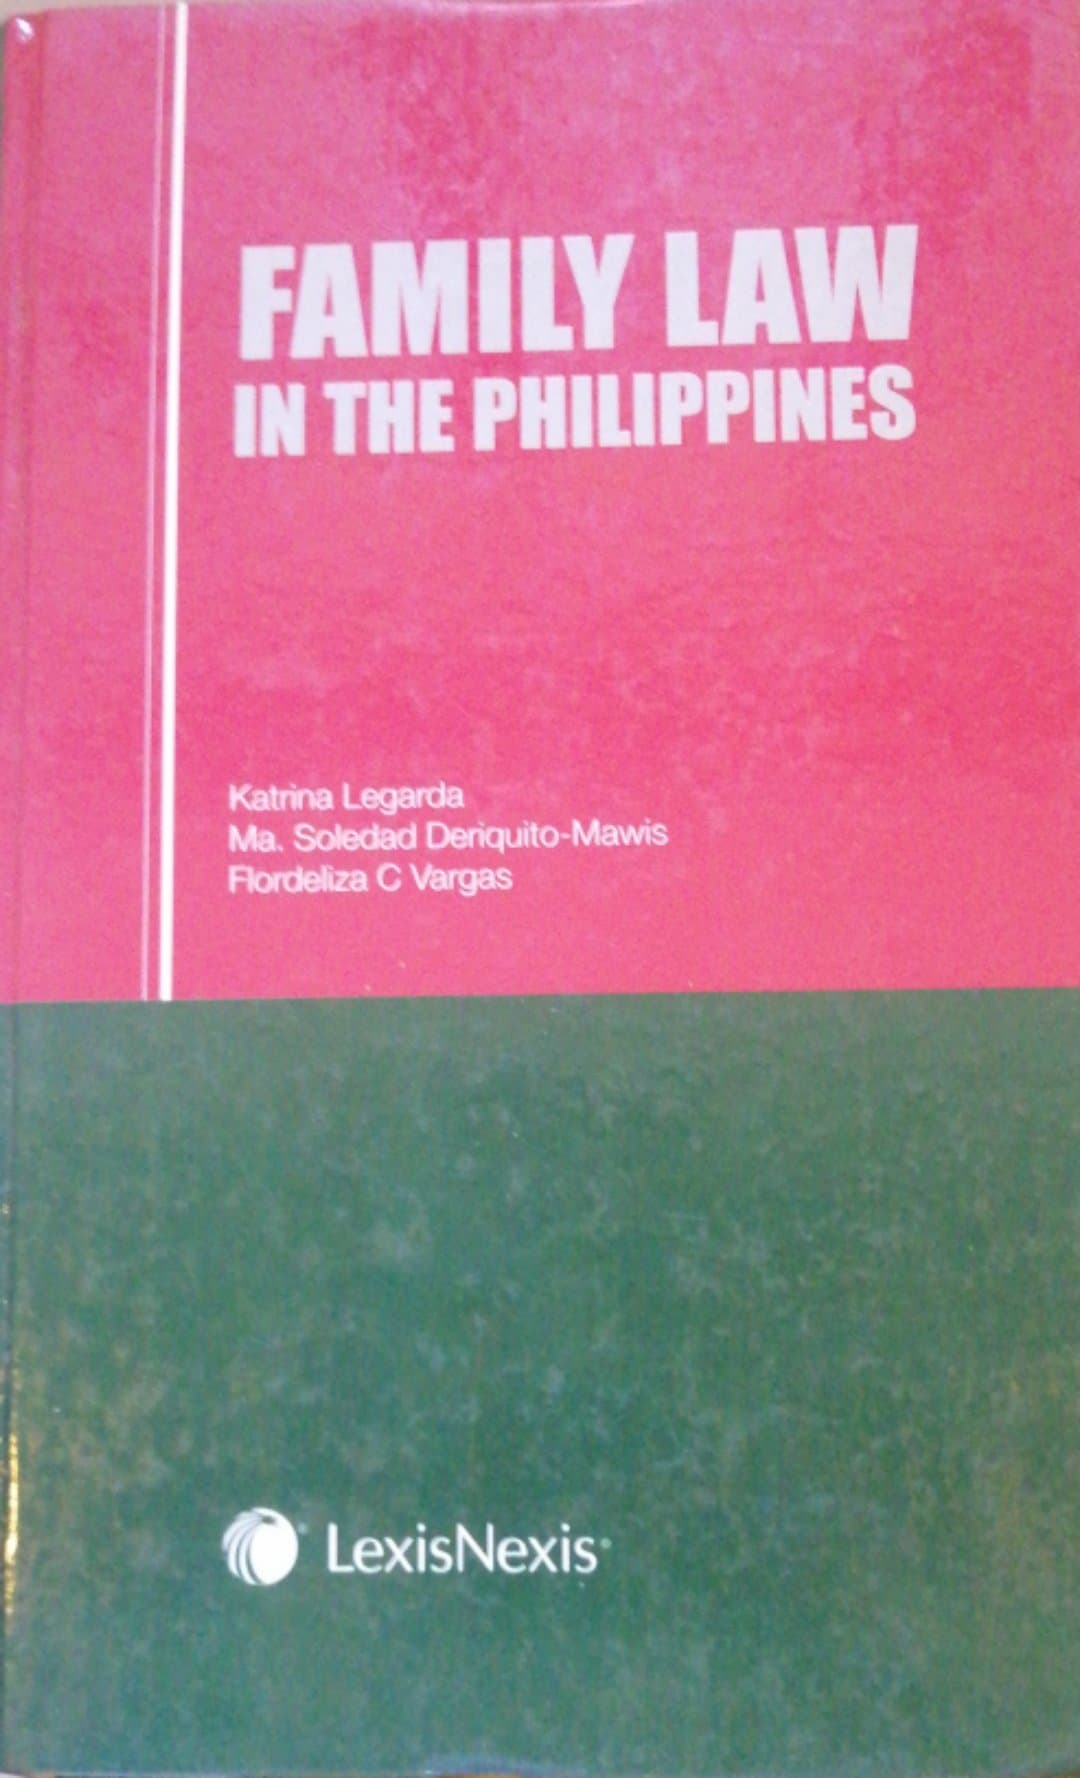 FAMILY LAW
IN THE PHILIPPINES
Katrina Legarda
Ma. Soledad Deriquito-Mawis
Flordeliza C Vargas
LexisNexis®